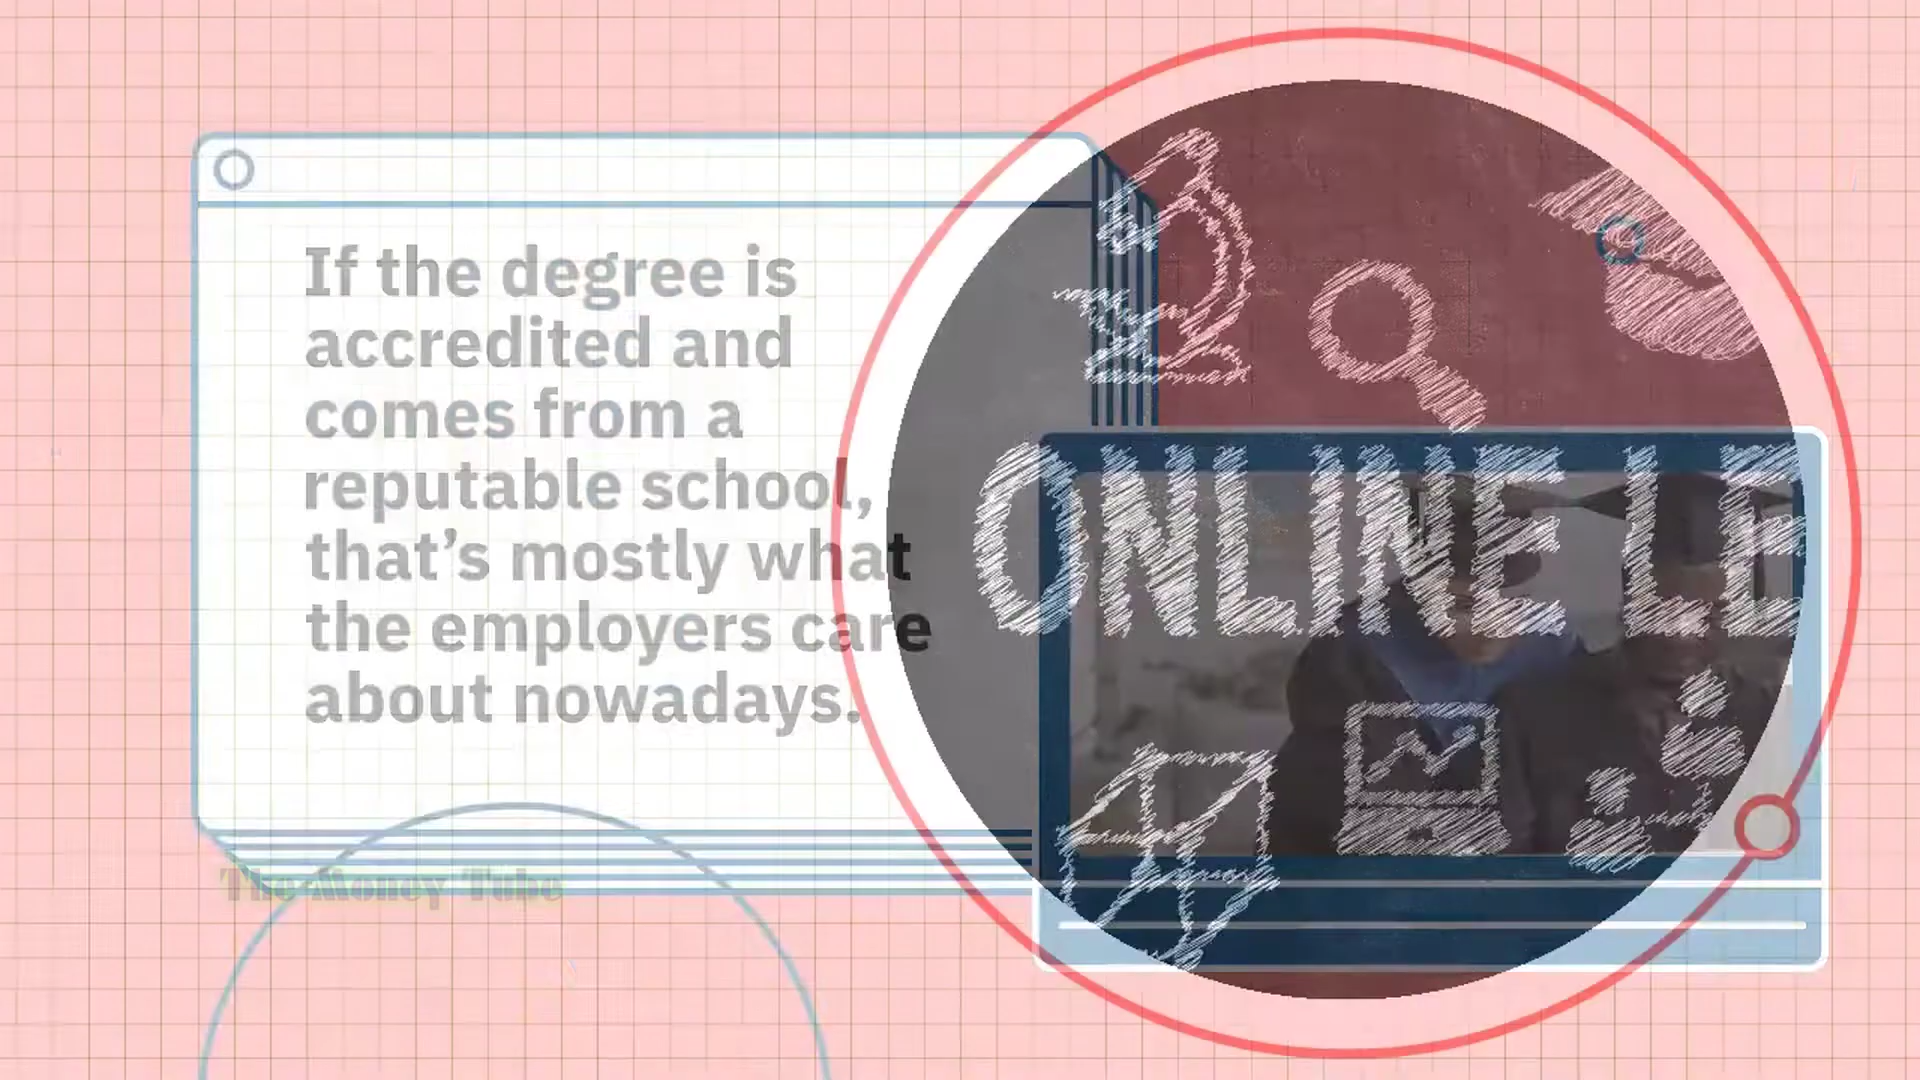 If the degree is
accredited and
comes from a
reputable school,
that’s mostly what
the employers care
about nowadays.
ONLINE LE
The Money Tube